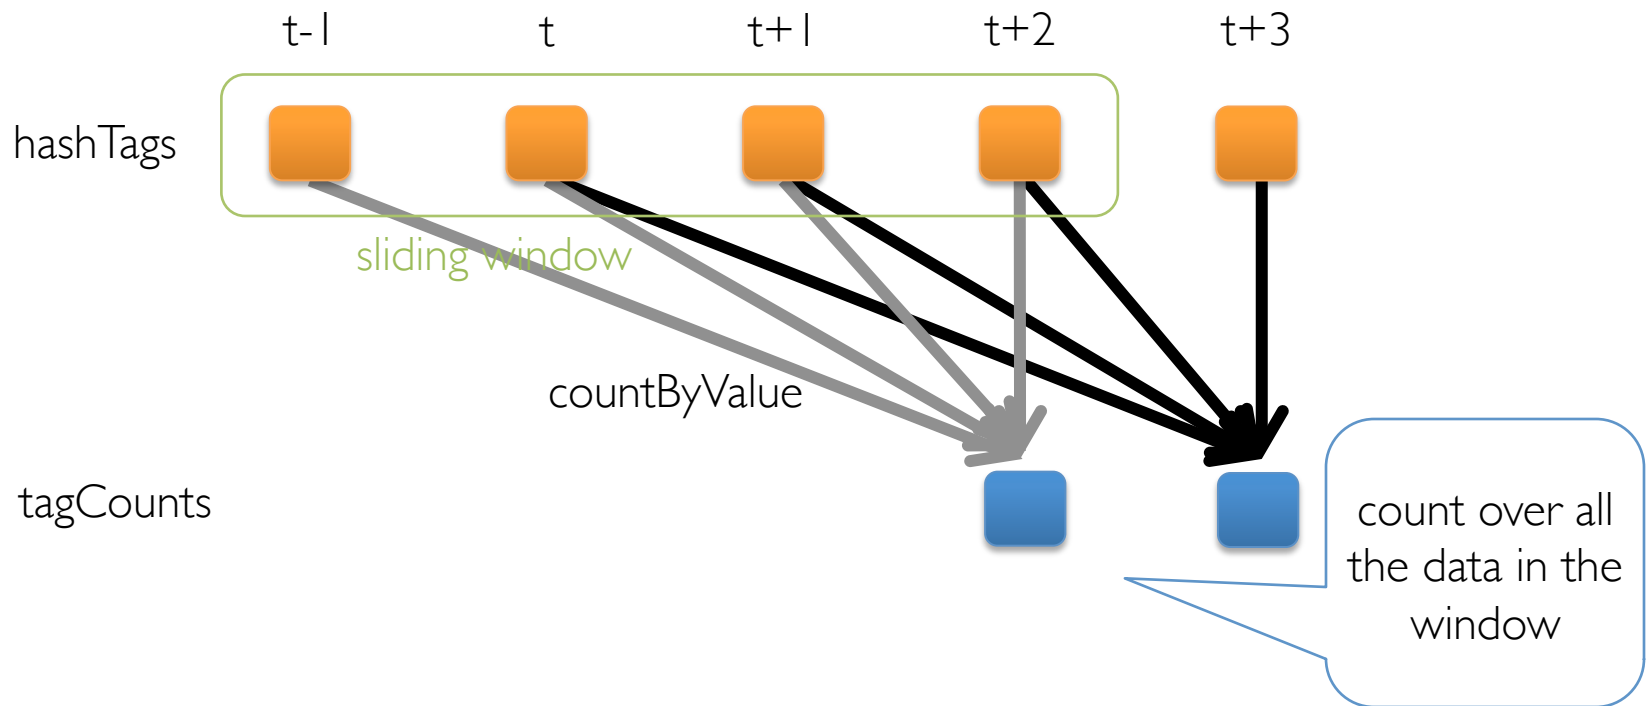 t-1 t t+1 t+2 t+3
hashTags
sliding window
countByValue
tagCounts
count over all
the data in the
window